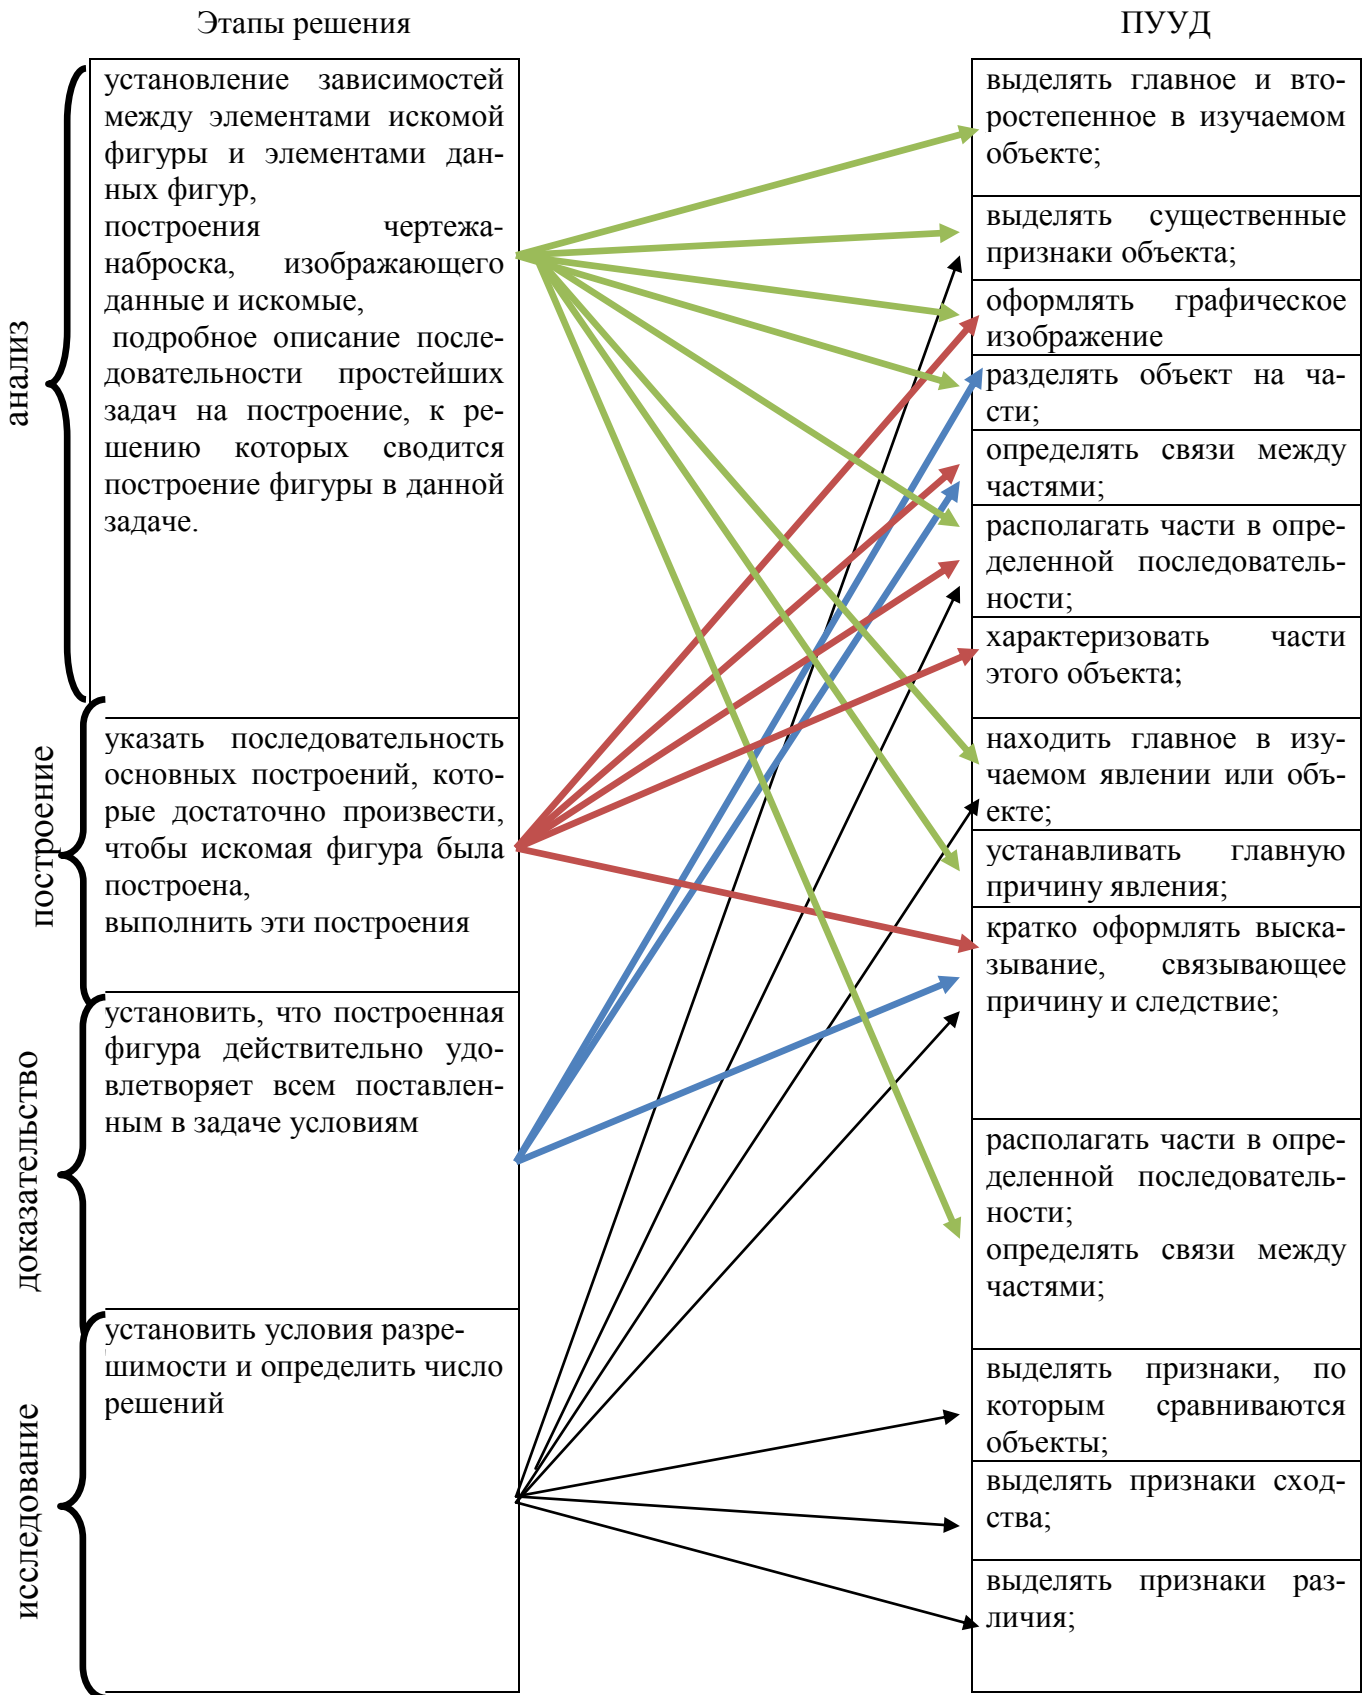 Этапы решения
ПУУД
анализ
установление зависимостей
между элементами искомой
фигуры и элементами дан-
ных фигур,
построения чертежа-
наброска, изображающего
данные и искомые,
подробное описание после-
довательности простейших
задач на построение, к ре-
шению которых сводится
построение фигуры в данной
задаче.
построение
указать последовательность
основных построений, кото-
рые достаточно произвести,
чтобы искомая фигура была
построена,
выполнить эти построения
доказательство
установить, что построенная
фигура действительно удо-
влетворяет всем поставлен-
ным в задаче условиям
исследование
установить условия разре-
шимости и определить число
решений
выделять главное и вто-
ростепенное в изучаемом
объекте;
выделять существенные
признаки объекта;
оформлять графическое
изображение
разделять объект на ча-
сти;
определять связи между
частями;
располагать части в опре-
деленной последователь-
ности;
характеризовать части
этого объекта;
находить главное в изу-
чаемом явлении или объ-
екте;
устанавливать главную
причину явления;
кратко оформлять выска-
зывание, связывающее
причину и следствие;
располагать части в опре-
деленной последователь-
ности;
определять связи между
частями;
выделять признаки, по
которым сравниваются
объекты;
выделять признаки сход-
ства;
выделять признаки раз-
личия;